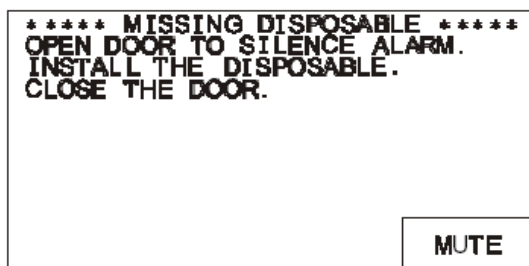 ***** MISSING DISPOSABLE *****
OPEN DOOR TO SILENCE ALARM.
INSTALL THE DISPOSABLE.
CLOSE THE DOOR.
MUTE